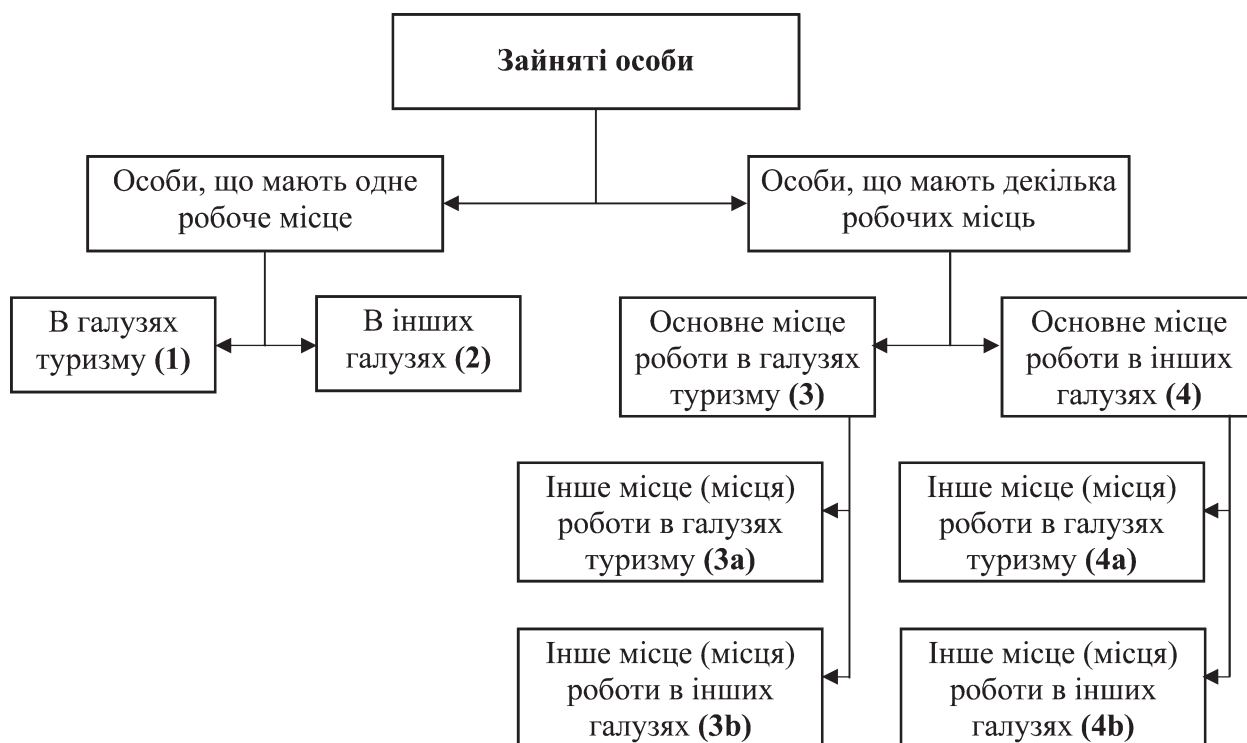 Зайняті особи
Особи, що мають одне
робоче місце
Особи, що мають декілька
робочих місць
В галузях
туризму (1)
В інших
галузях (2)
Основне місце
роботи в галузях
туризму (3)
Основне місце
роботи в інших
галузях (4)
Інше місце (місця)
роботи в галузях
туризму (3a)
Інше місце (місця)
роботи в галузях
туризму (4a)
Інше місце (місця)
роботи в інших
галузях (3b)
Інше місце (місця)
роботи в інших
галузях (4b)